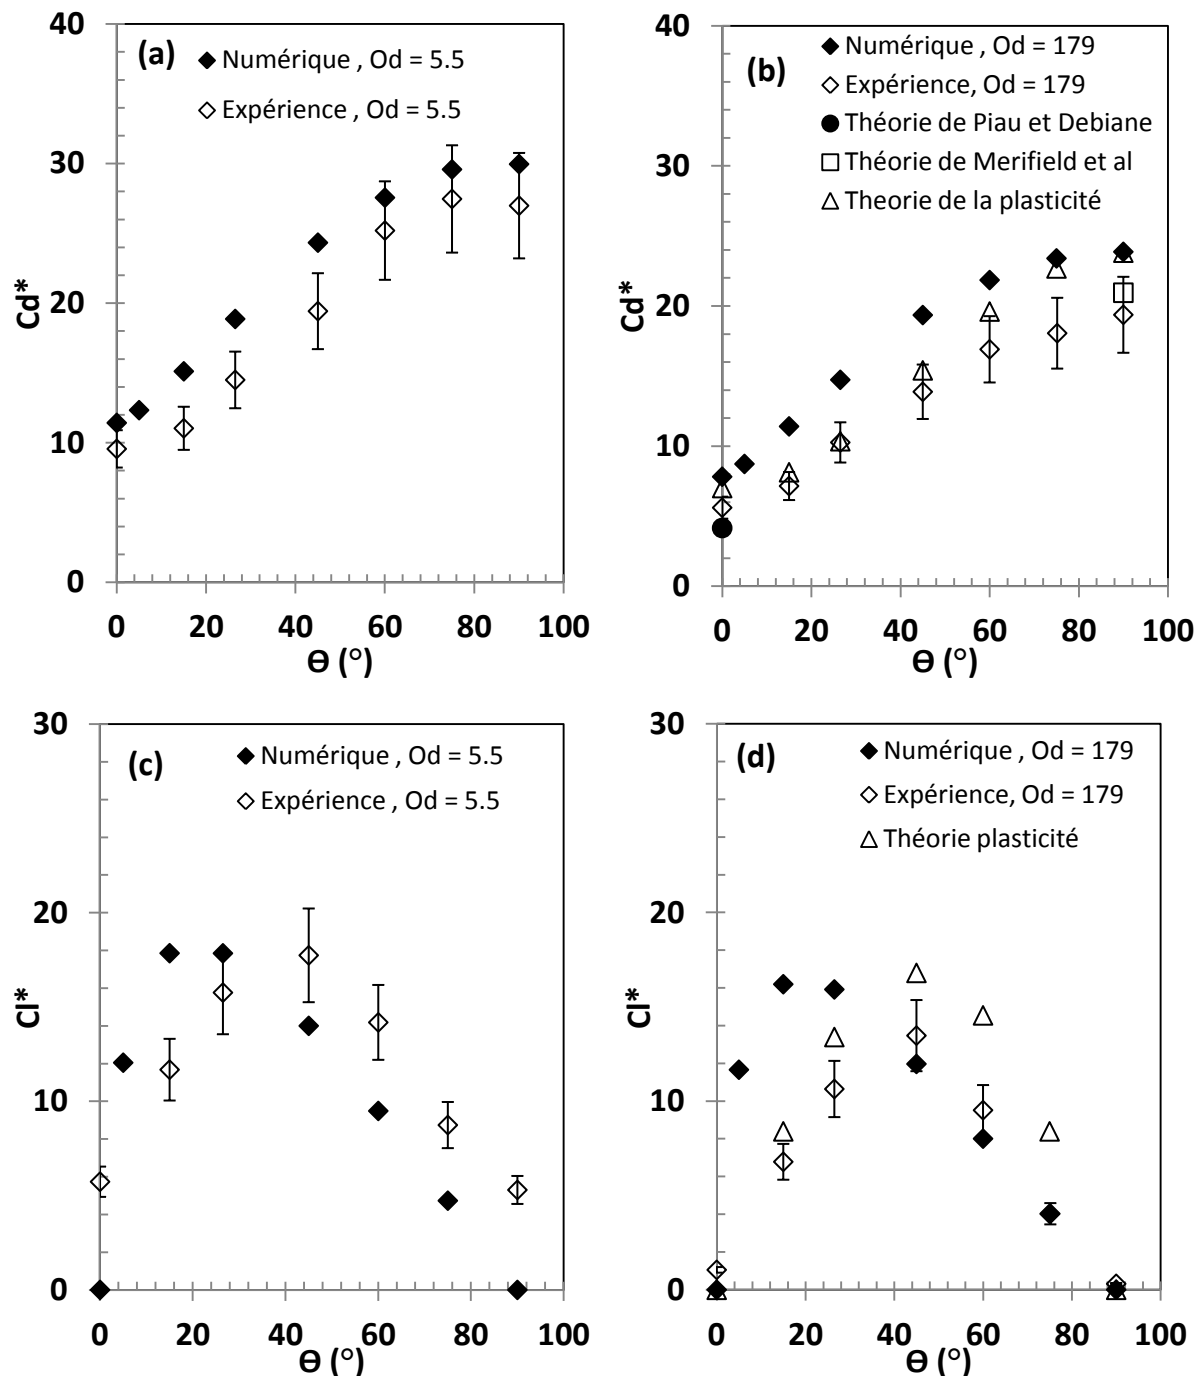 (a)
Numérique , Od = 5.5
Expérience , Od = 5.5
40
30
20
10
0
Cd*
0 20 40 60 80 100
Ɵ (°)
(b)
Numérique , Od = 179
Expérience, Od = 179
Théorie de Piau et Debiane
Théorie de Merifield et al
Theorie de la plasticité
40
30
20
10
0
Cd*
0 20 40 60 80 100
Ɵ (°)
(c)
Numérique , Od = 5.5
Expérience , Od = 5.5
30
20
10
0
Cl*
0 20 40 60 80 100
Ɵ (°)
(d)
Numérique , Od = 179
Expérience, Od = 179
Théorie plasticité
30
20
10
0
Cl*
0 20 40 60 80 100
Ɵ (°)